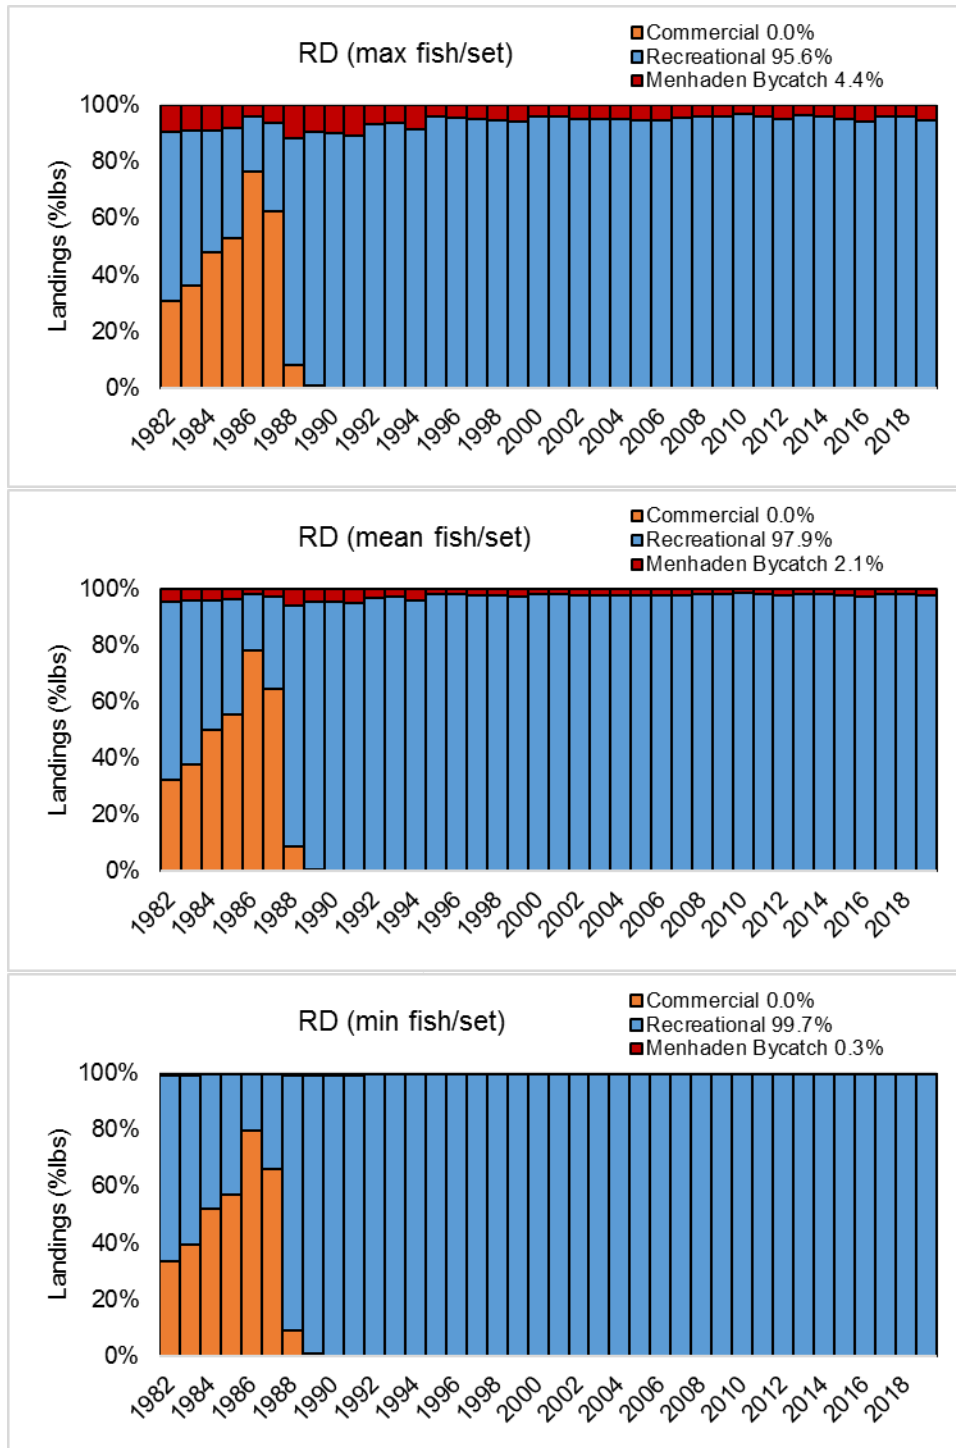 RD (max fish/set)
Commercial 0.0%
Recreational 95.6%
Menhaden Bycatch 4.4%
Landings (%lbs)
100%
80%
60%
40%
20%
0%
1982 1984 1986 1988 1990 1992 1994 1996 1998 2000 2002 2004 2006 2008 2010 2012 2014 2016 2018
RD (mean fish/set)
Commercial 0.0%
Recreational 97.9%
Menhaden Bycatch 2.1%
Landings (%lbs)
100%
80%
60%
40%
20%
0%
1982 1984 1986 1988 1990 1992 1994 1996 1998 2000 2002 2004 2006 2008 2010 2012 2014 2016 2018
RD (min fish/set)
Commercial 0.0%
Recreational 99.7%
Menhaden Bycatch 0.3%
Landings (%lbs)
100%
80%
60%
40%
20%
0%
1982 1984 1986 1988 1990 1992 1994 1996 1998 2000 2002 2004 2006 2008 2010 2012 2014 2016 2018